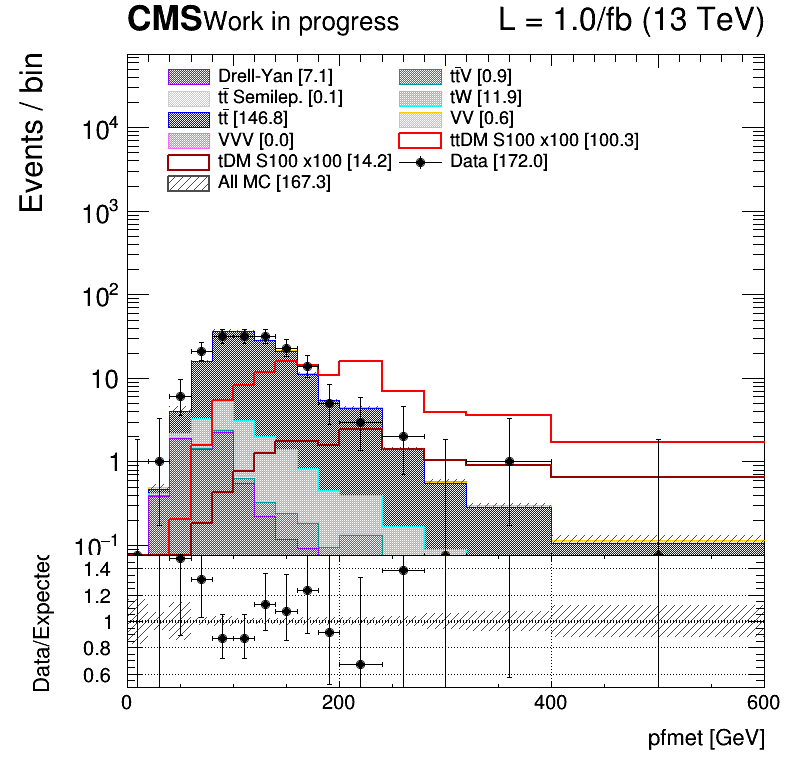 CMS Work in progress L = 1.0/fb (13 TeV)
Drell-Yan [7.1] tt̄V [0.9]
tt̄ Semilep. [0.1] tW [11.9]
tt̄ [146.8] VV [0.6]
VVV [0.0] ttDM S100 x100 [100.3]
tDM S100 x100 [14.2] Data [172.0]
All MC [167.3]
Events / bin
10⁴
10³
10²
10
1
10⁻¹
Data/Expected
1.4
1.2
1
0.8
0.6
0 200 400 600
pfmet [GeV]